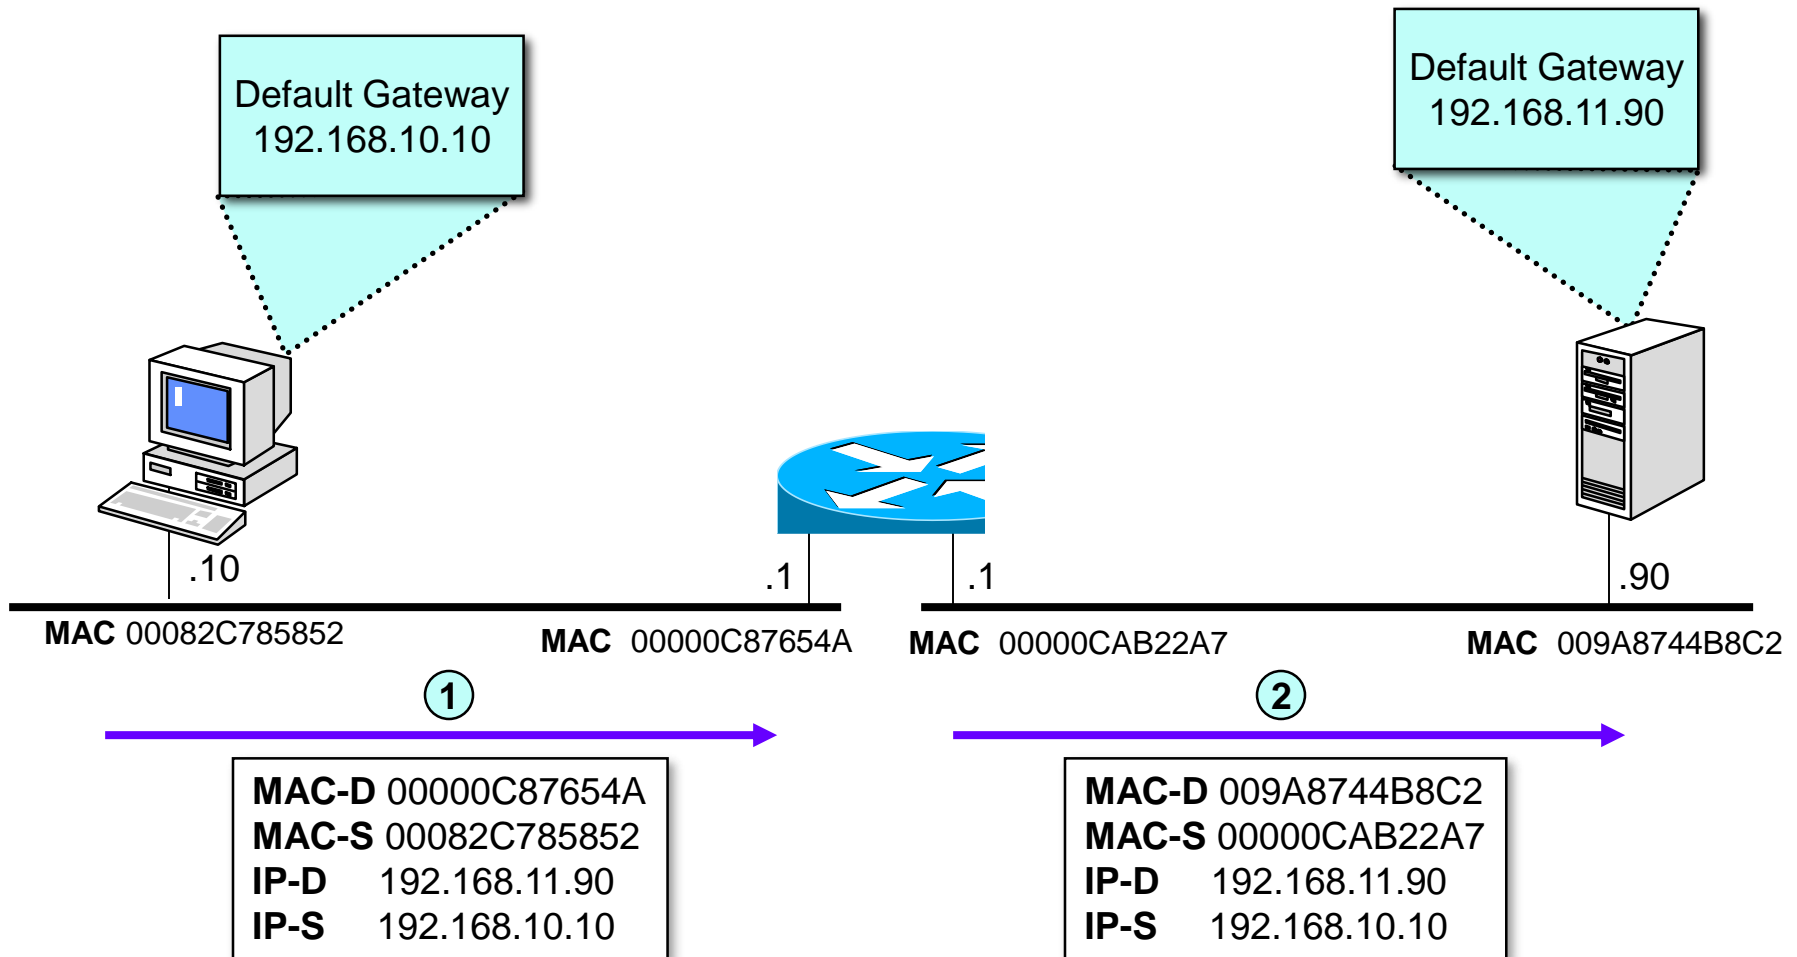 Default Gateway
192.168.10.10
Default Gateway
192.168.11.90
.10
.1
.1
.90
MAC 00082C785852
MAC 00000C87654A
MAC 00000CAB22A7
MAC 009A8744B8C2
1
2
MAC-D 00000C87654A
MAC-S 00082C785852
IP-D 192.168.11.90
IP-S 192.168.10.10
MAC-D 009A8744B8C2
MAC-S 00000CAB22A7
IP-D 192.168.11.90
IP-S 192.168.10.10